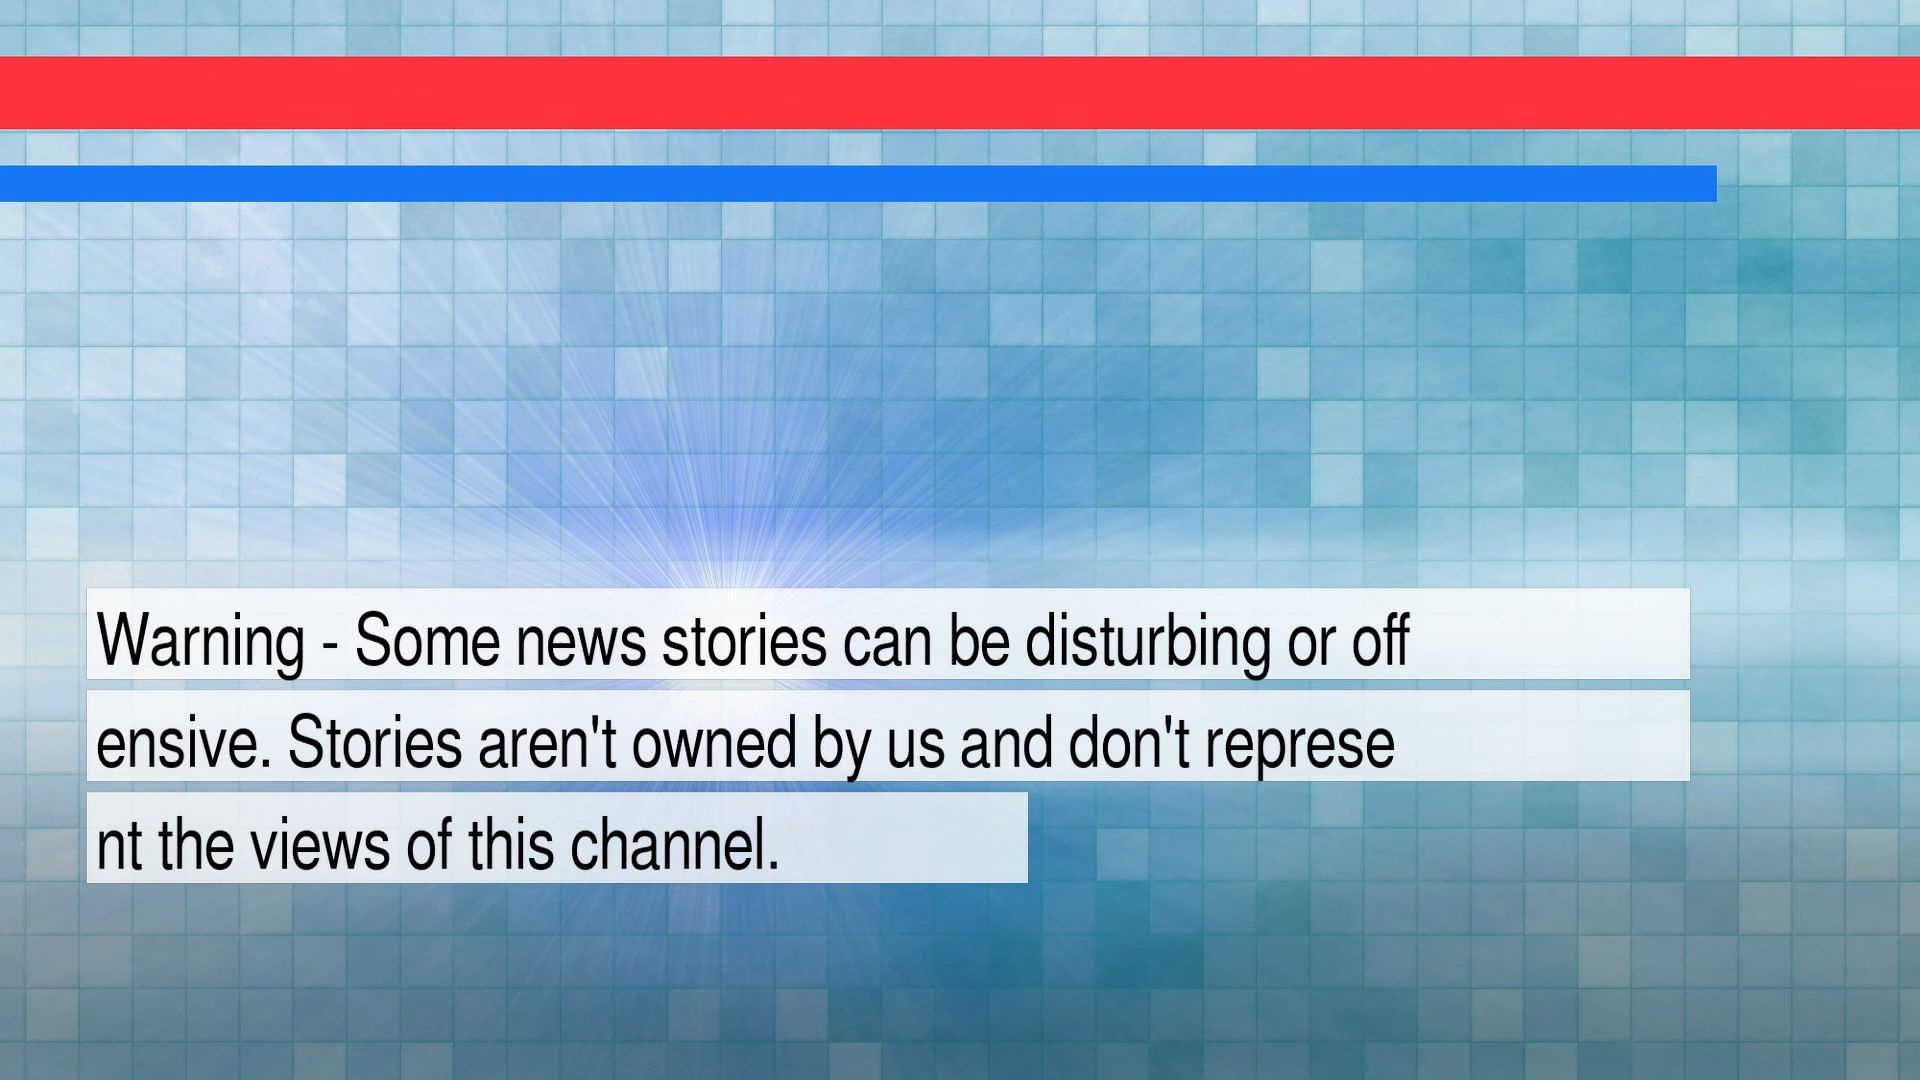 Warning - Some news stories can be disturbing or off
ensive. Stories aren't owned by us and don't represe
nt the views of this channel.